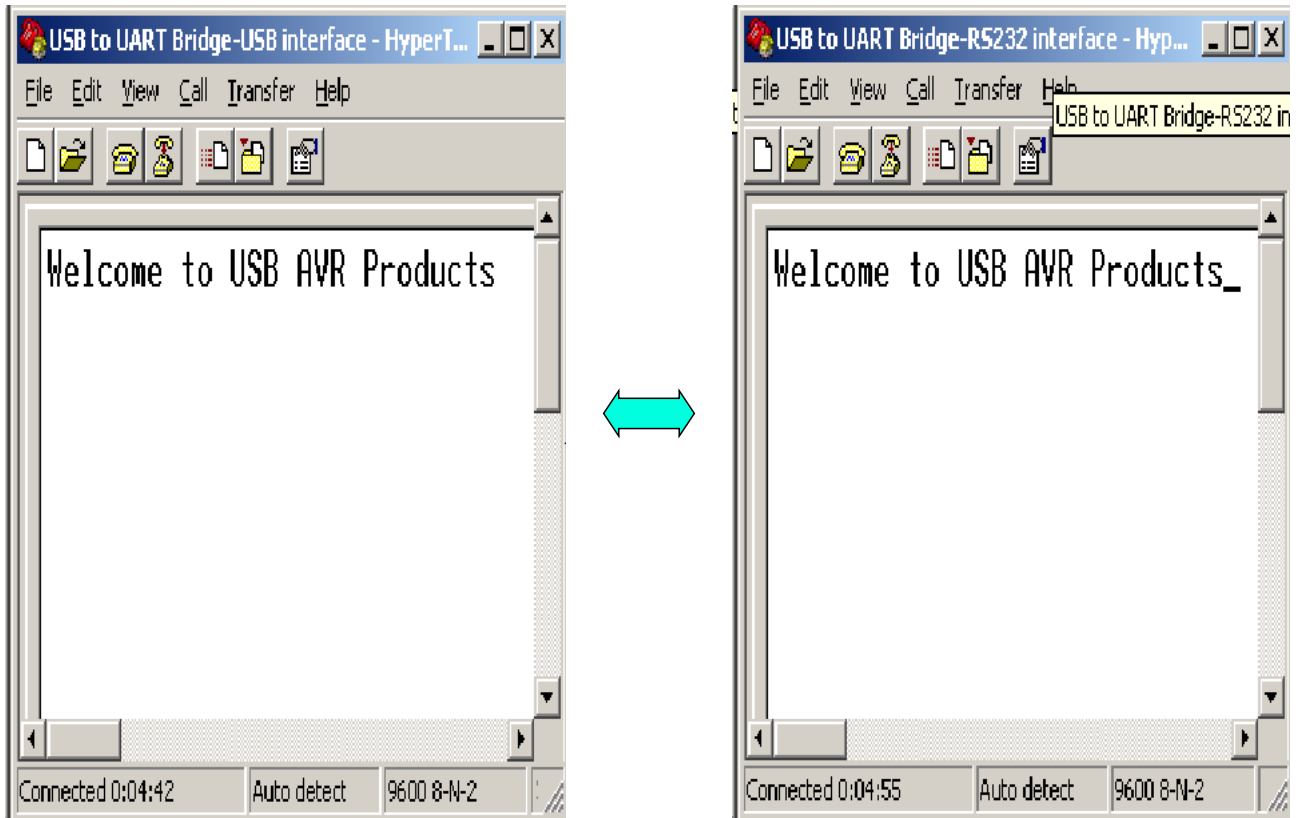 USB to UART Bridge-USB interface - HyperT...
File Edit View Call Transfer Help
Welcome to USB AVR Products
Connected 0:04:42 Auto detect 9600 8-N-2
USB to UART Bridge-RS232 interface - Hyp...
File Edit View Call Transfer Help
USB to UART Bridge-RS232 in
Welcome to USB AVR Products_
Connected 0:04:55 Auto detect 9600 8-N-2